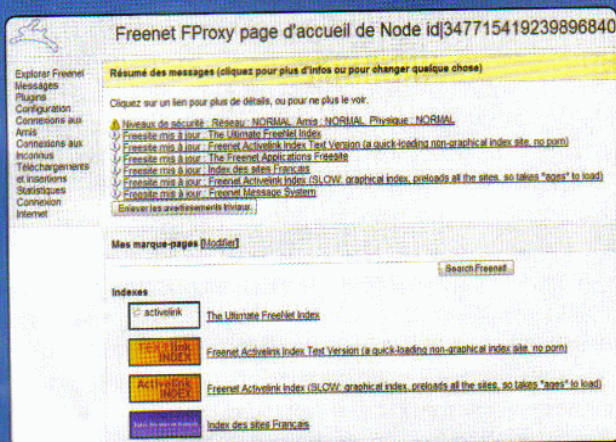 Freenet FProxy page d'accueil de Node id|347715419239896840
Explorar Freenet
Messages
Plugins
Configuration
Connexions aux
Amis
Connexions aux
Inconnus
Téléchargements
et insertions
Statistiques
Connexion
Internet
Résumé des messages (cliquez pour plus d'infos ou pour changer quelque chose)
Cliquez sur un lien pour plus de détails, ou pour ne plus le voir.
Niveaux de sécurité : Réseau : NORMAL Amis : NORMAL Physique : NORMAL
Freesite mis à jour : The Ultimate FreeNet Index
Freesite mis à jour : Freenet Activelink Index Text Version (a quick-loading non-graphical index site, no porn)
Freesite mis à jour : The Freenet Applications Freesite
Freesite mis à jour : Index des sites Francais
Freesite mis à jour : Freenet Activelink Index (SLOW: graphical index, preloads all the sites, so takes "ages" to load)
Freesite mis à jour : Freenet Message System
Enlever les avertissements triviaux
Mes marque-pages [Modifier]
Search Freenet!
Indexes
activelink
The Ultimate FreeNet Index
TEXT link
INDEX
Freenet Activelink Index Text Version (a quick-loading non-graphical index site, no porn)
Activelink
INDEX
Freenet Activelink Index (SLOW: graphical index, preloads all the sites, so takes "ages" to load)
Index des sites Francais